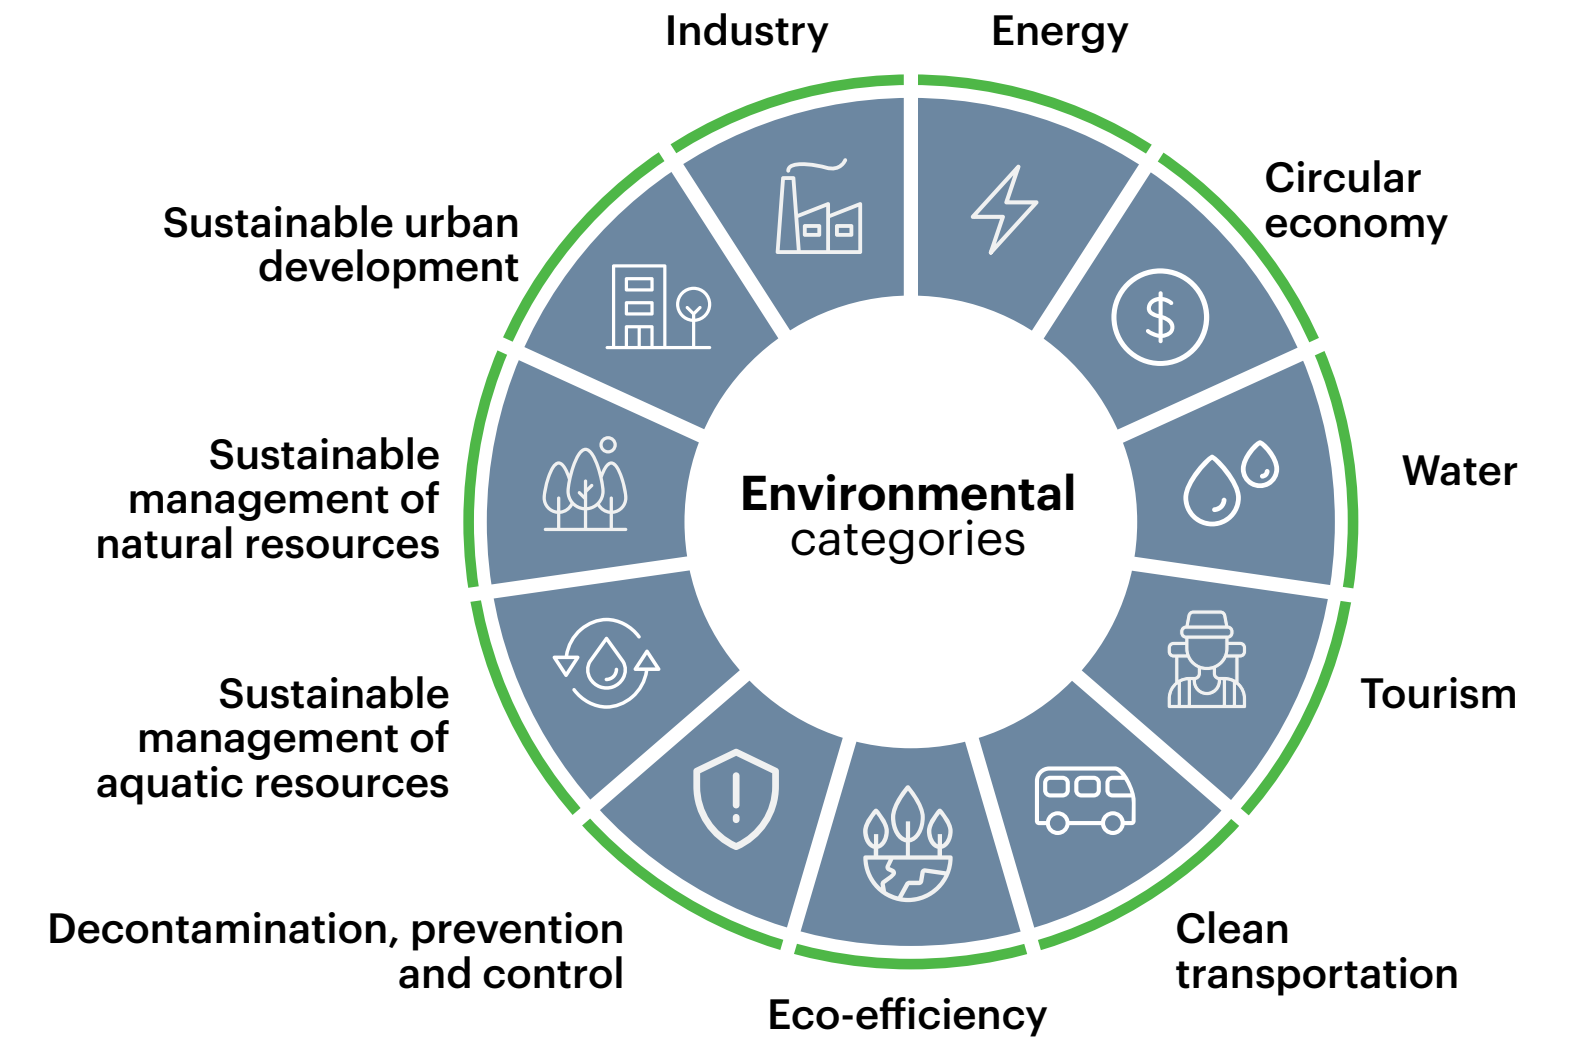 Industry
Energy
Circular
economy
Water
Tourism
Clean
transportation
Eco-efficiency
Decontamination, prevention
and control
Sustainable
management of
aquatic resources
Sustainable
management of
natural resources
Sustainable urban
development
$
!
Environmental
categories